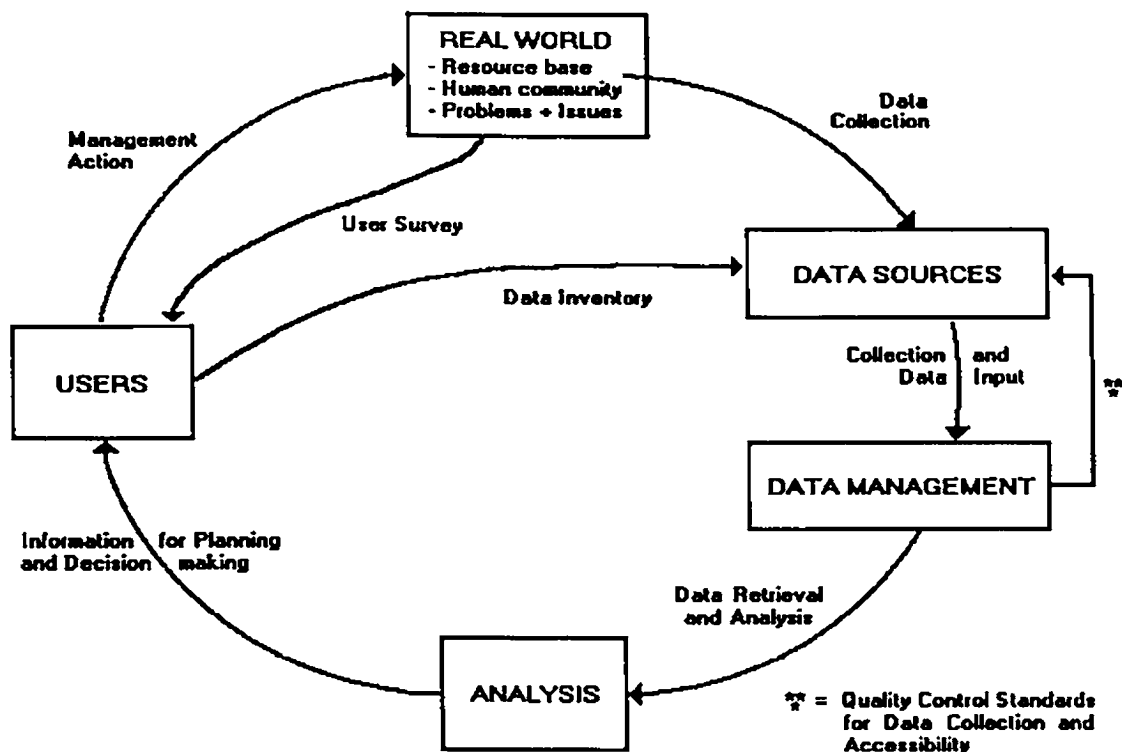 REAL WORLD
- Resource base
- Human community
- Problems + Issues
Data
Collection
Management
Action
User Survey
DATA SOURCES
Data Inventory
Collection and
Data Input
USERS
**
*
DATA MANAGEMENT
Information for Planning
and Decision making
Data Retrieval
and Analysis
ANALYSIS
*** = Quality Control Standards
for Data Collection and
Accessibility